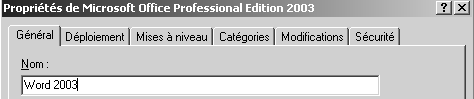 Propriétés de Microsoft Office Professional Edition 2003
Général Déploiement Mises à niveau Catégories Modifications Sécurité
Nom :
Word 2003